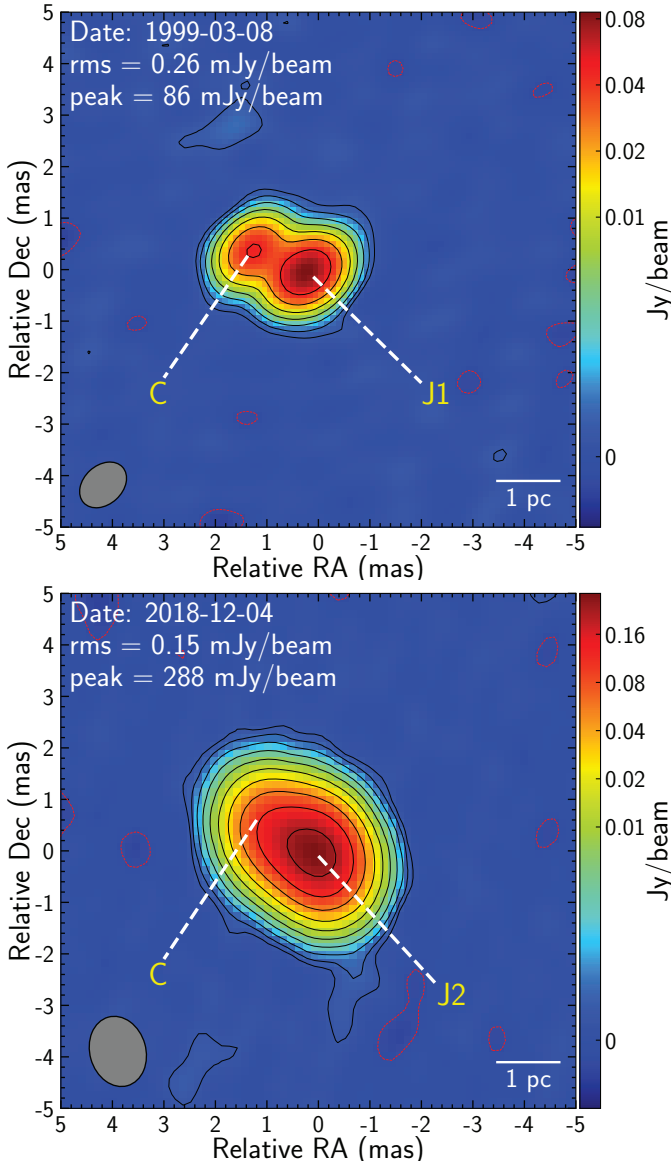 Date: 1999-03-08
rms = 0.26 mJy/beam
peak = 86 mJy/beam
C
J1
1 pc
5
4
3
2
1
0
-1
-2
-3
-4
-5
Relative Dec (mas)
5 4 3 2 1 0 -1 -2 -3 -4 -5
Relative RA (mas)
0.08
0.04
0.02
0.01
0
Jy/beam
Date: 2018-12-04
rms = 0.15 mJy/beam
peak = 288 mJy/beam
C
J2
1 pc
5
4
3
2
1
0
-1
-2
-3
-4
-5
Relative Dec (mas)
5 4 3 2 1 0 -1 -2 -3 -4 -5
Relative RA (mas)
0.16
0.08
0.04
0.02
0.01
0
Jy/beam